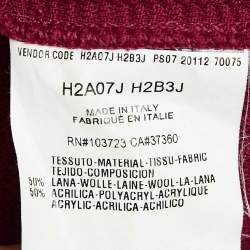 VENDOR CODE H2A07J H2B3J PS07-20112-70075
H2A07J H2B3J
MADE IN ITALY
FABRIQUÉ EN ITALIE
RN#103723 CA#37360
TESSUTO-MATERIAL-TISSU-FABRIC
TEJIDO-COMPOSICION
50% LANA-WOLLE-LAINE-WOOL-LA-LANA
50% ACRILICA-POLYACRYL-ACRYLIQUE
ACRYLIC-ACRILICA-ACRILICO